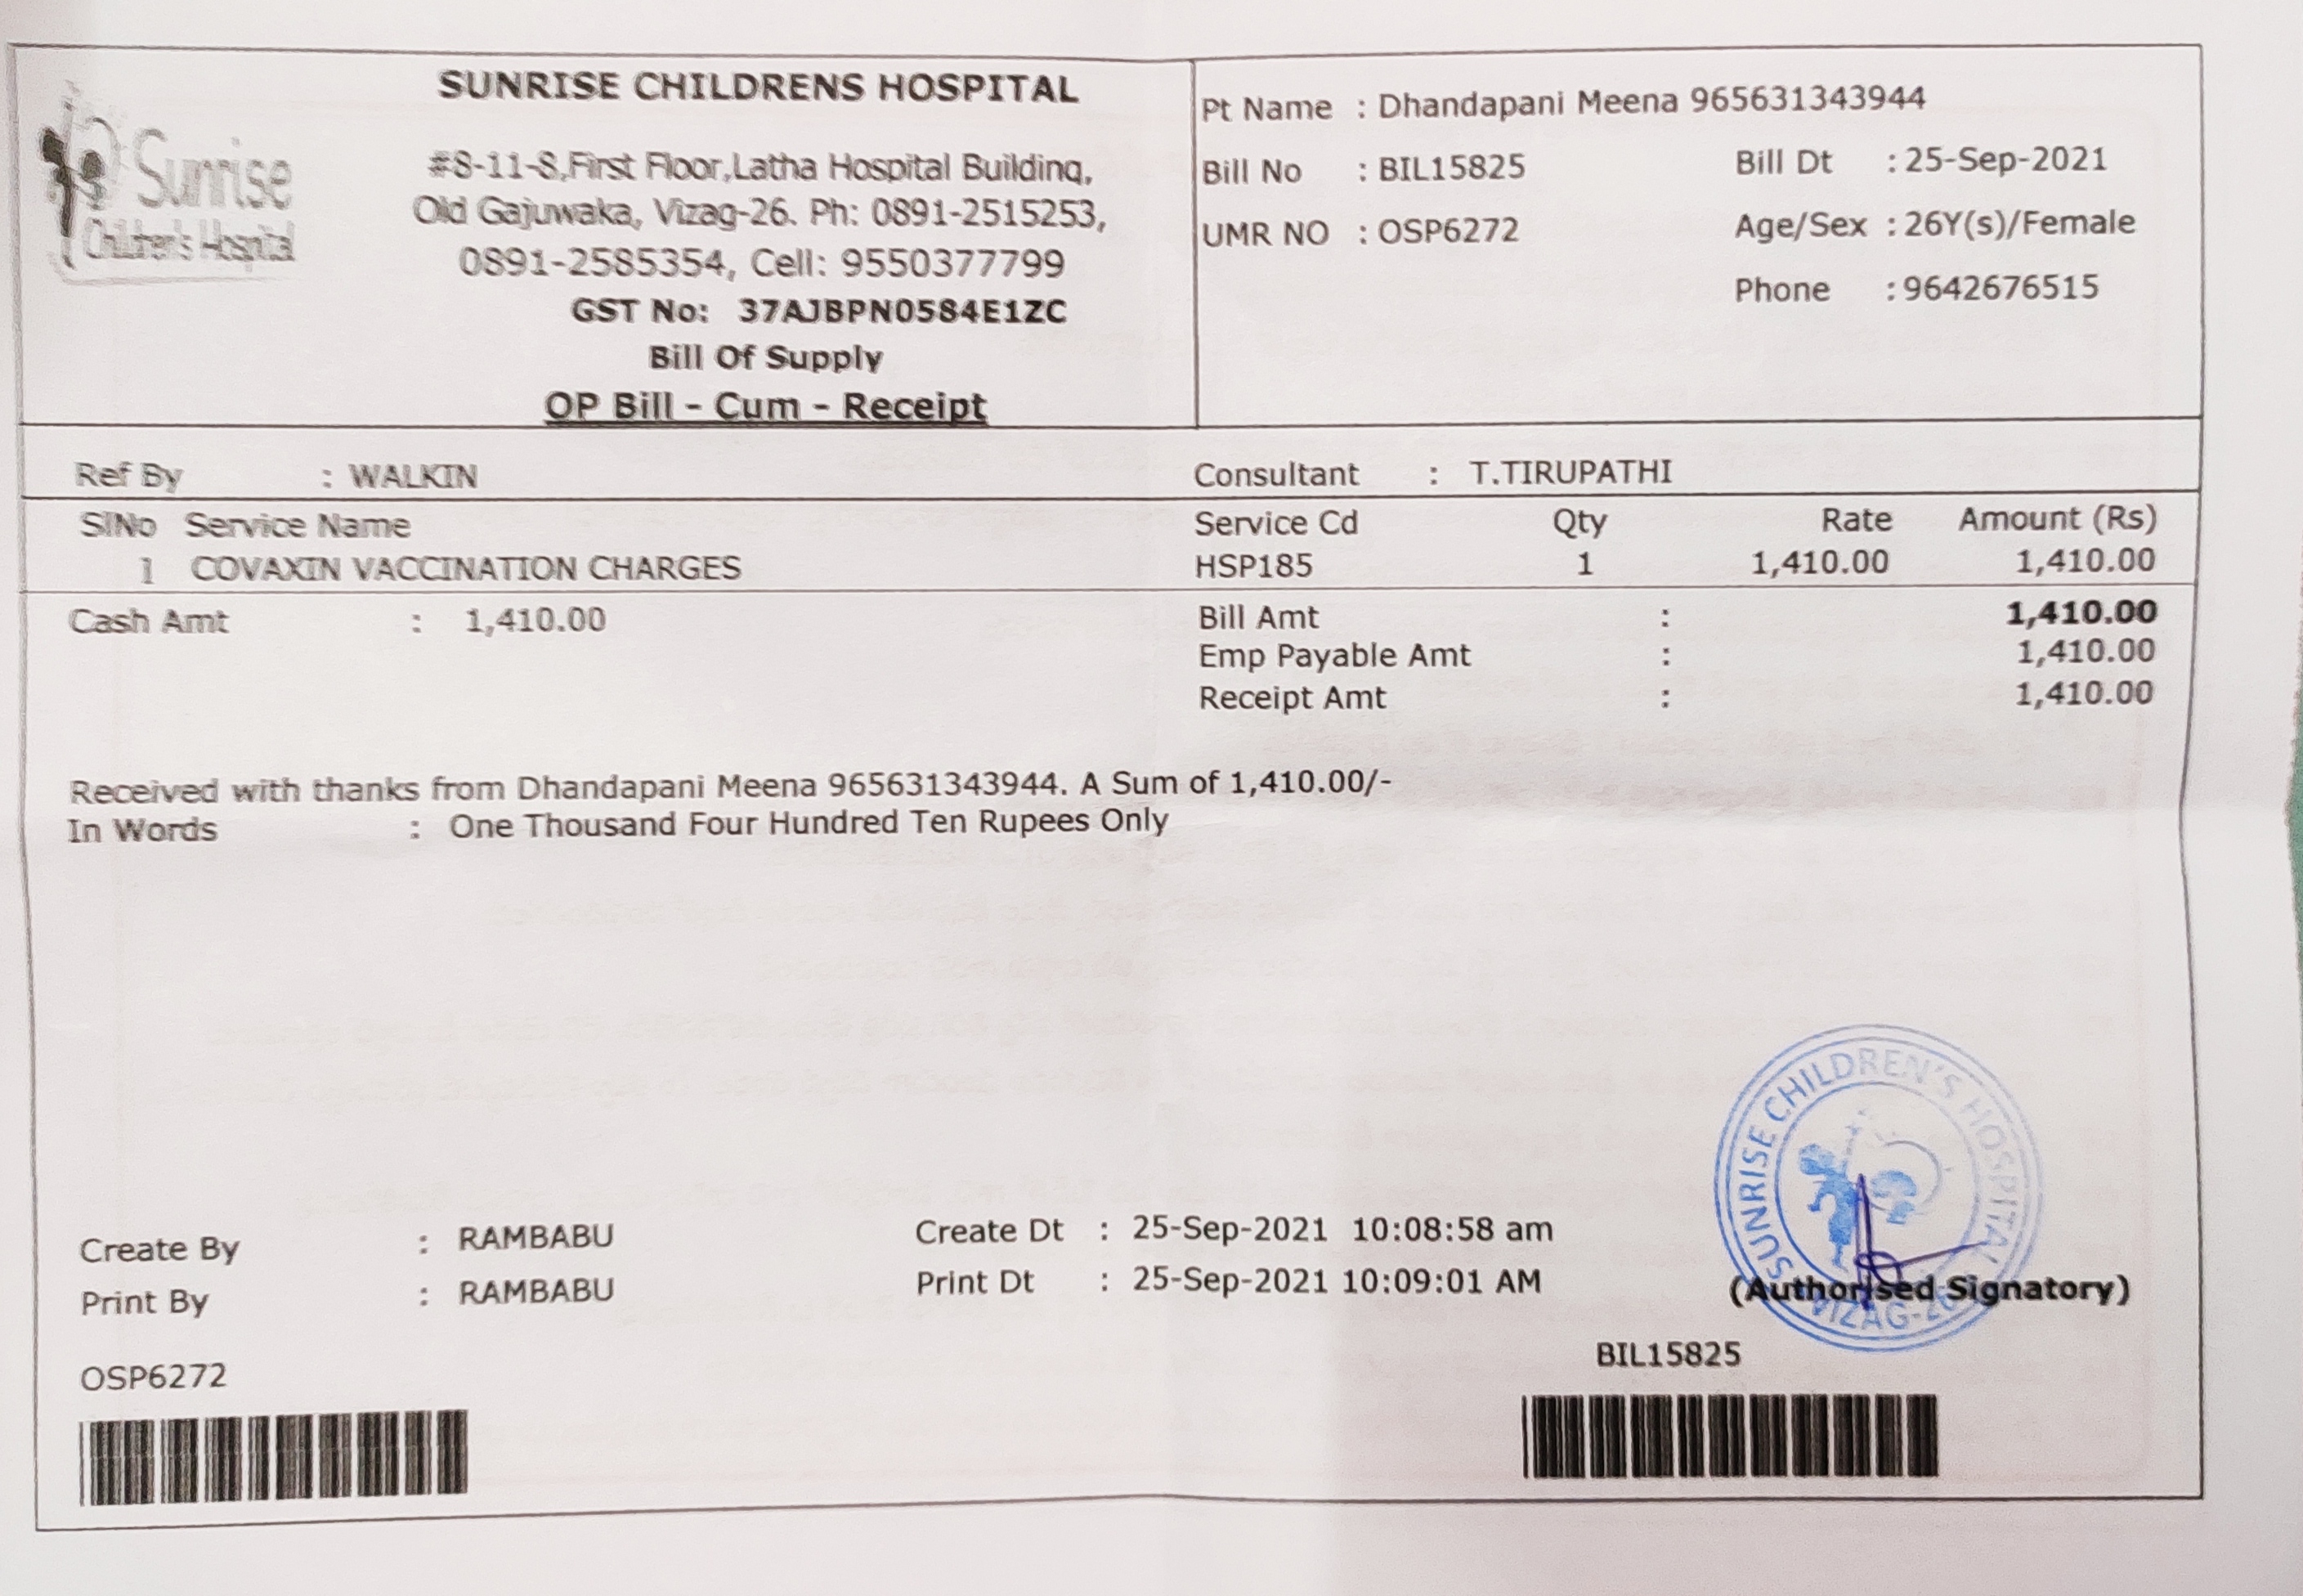 Sunrise
Children's Hospital
SUNRISE CHILDRENS HOSPITAL
#8-11-8,First Floor,Latha Hospital Building,
Old Gajuwaka, Vizag-26. Ph: 0891-2515253,
0891-2585354, Cell: 9550377799
GST No: 37AJBPN0584E1ZC
Bill Of Supply
OP Bill - Cum - Receipt
Pt Name : Dhandapani Meena 965631343944
Bill No : BIL15825 Bill Dt : 25-Sep-2021
UMR NO : OSP6272 Age/Sex : 26Y(s)/Female
Phone : 9642676515
Ref By : WALKIN Consultant : T.TIRUPATHI
SlNo Service Name Service Cd Qty Rate Amount (Rs)
1 COVAXIN VACCINATION CHARGES HSP185 1 1,410.00 1,410.00
Cash Amt : 1,410.00 Bill Amt : 1,410.00
Emp Payable Amt : 1,410.00
Receipt Amt : 1,410.00
Received with thanks from Dhandapani Meena 965631343944. A Sum of 1,410.00/-
In Words : One Thousand Four Hundred Ten Rupees Only
SUNRISE CHILDREN'S HOSPITAL
VIZAG-26
Create By : RAMBABU Create Dt : 25-Sep-2021 10:08:58 am
Print By : RAMBABU Print Dt : 25-Sep-2021 10:09:01 AM
(Authorised Signatory)
OSP6272 BIL15825